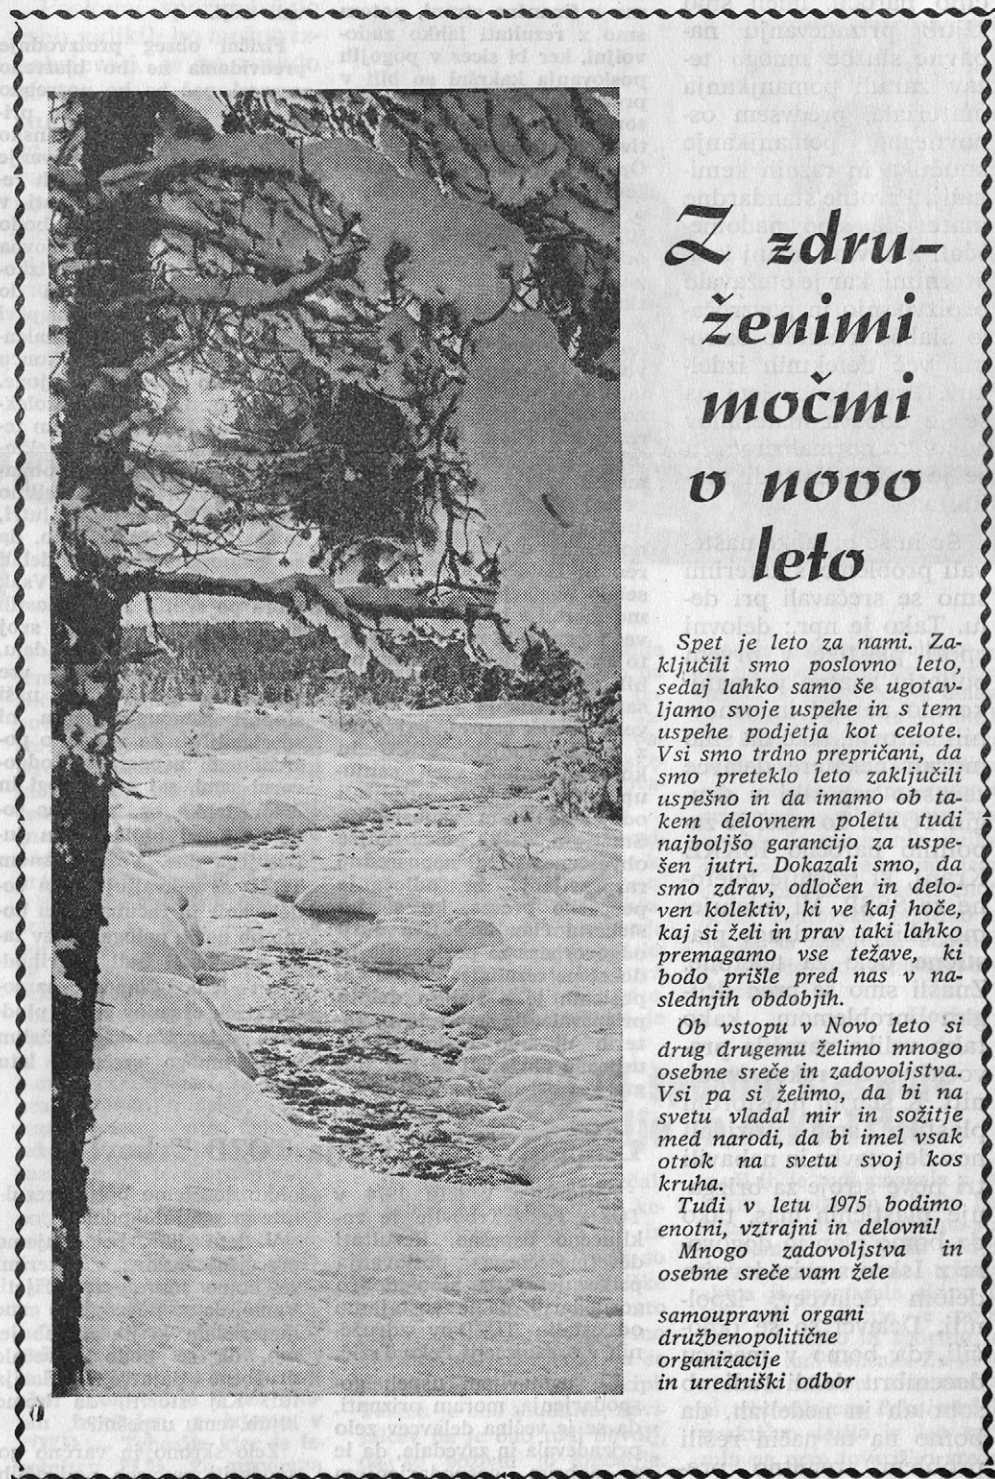 Z zdru-
ženimi
močmi
v novo
leto
Spet je leto za nami. Za-
ključili smo poslovno leto,
sedaj lahko samo še ugotav-
ljamo svoje uspehe in s tem
uspehe podjetja kot celote.
Vsi smo trdno prepričani, da
smo preteklo leto zaključili
uspešno in da imamo ob ta-
kem delovnem poletu tudi
najboljšo garancijo za uspe-
šen jutri. Dokazali smo, da
smo zdrav, odločen in delo-
ven kolektiv, ki ve kaj hoče,
kaj si želi in prav taki lahko
premagamo vse težave, ki
bodo prišle pred nas v na-
slednjih obdobjih.
Ob vstopu v Novo leto si
drug drugemu želimo mnogo
osebne sreče in zadovoljstva.
Vsi pa si želimo, da bi na
svetu vladal mir in sožitje
med narodi, da bi imel vsak
otrok na svetu svoj kos
kruha.
Tudi v letu 1975 bodimo
enotni, vztrajni in delovni!
Mnogo zadovoljstva in
osebne sreče vam žele
samoupravni organi
družbenopolitične
organizacije
in uredniški odbor